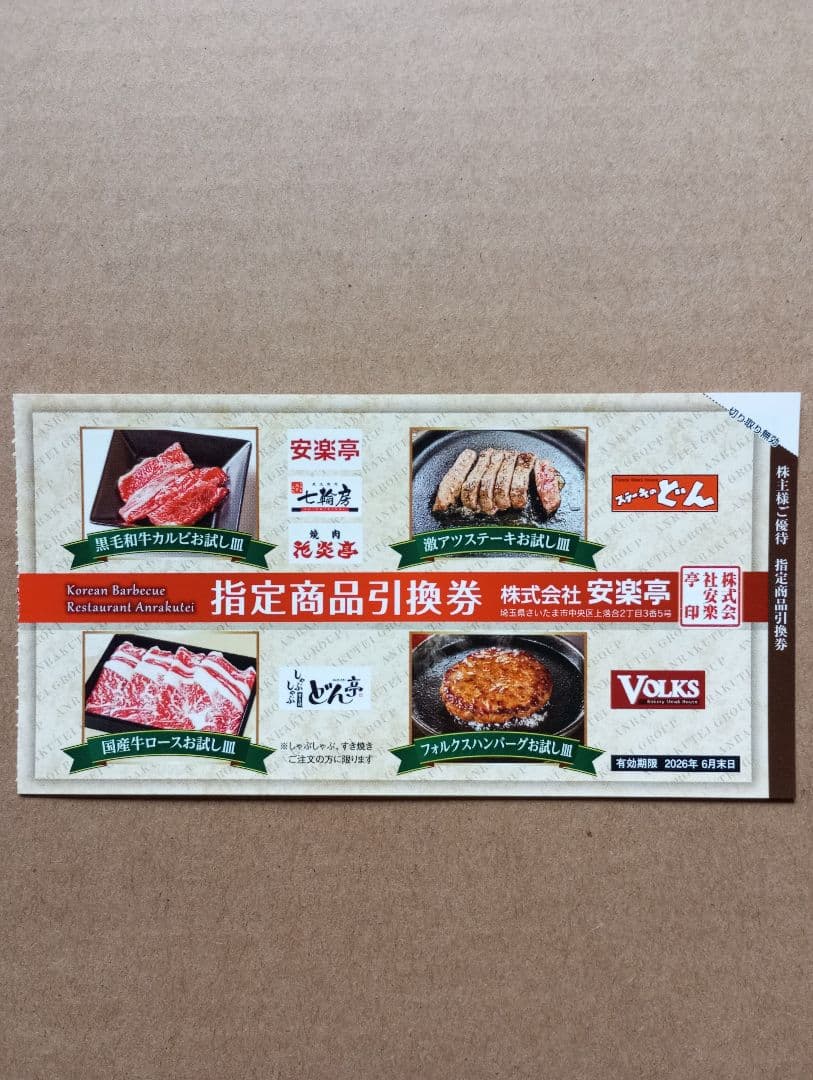 切り取り無効
株主様ご優待 指定商品引換券
安楽亭
七輪房
焼肉
花炎亭
黒毛和牛カルビお試し皿
激アツステーキお試し皿
ステーキのどん
Korean Barbecue
Restaurant Anrakutei
指定商品引換券
株式会社 安楽亭
埼玉県さいたま市中央区上落合2丁目3番5号
株式会社安楽亭印
しゃぶしゃぶ
どん亭
VOLKS
国産牛ロースお試し皿
※しゃぶしゃぶ、すき焼き
ご注文の方に限ります
フォルクスハンバーグお試し皿
有効期限 2026年 6月末日